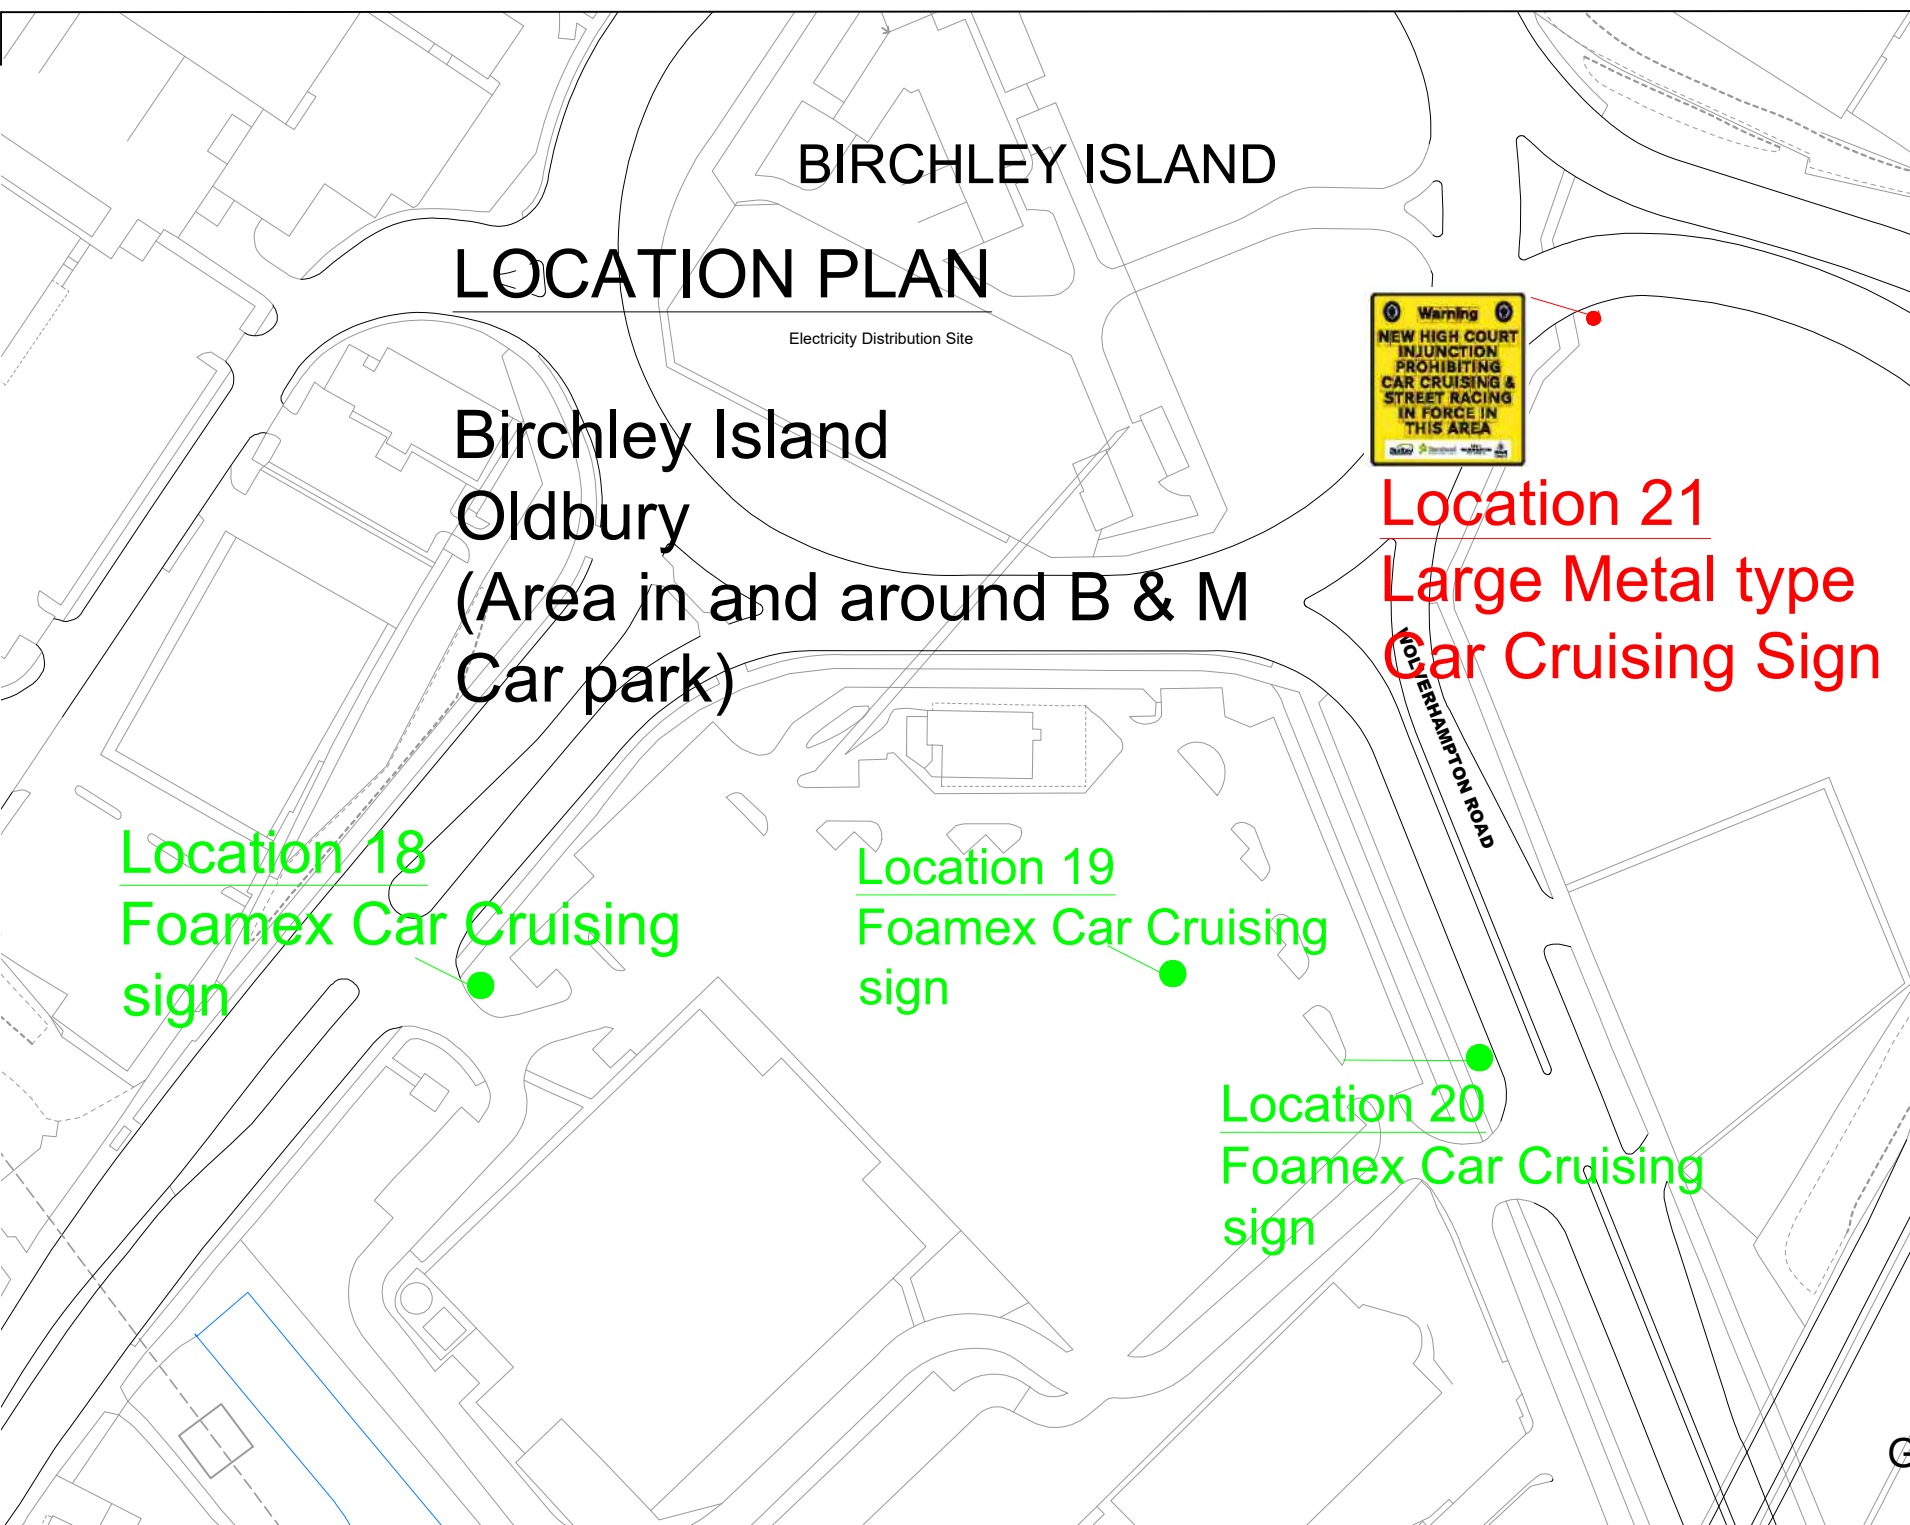 BIRCHLEY ISLAND
LOCATION PLAN
Electricity Distribution Site
Birchley Island
Oldbury
(Area in and around B & M
Car park)
Warning
NEW HIGH COURT
INJUNCTION
PROHIBITING
CAR CRUISING &
STREET RACING
IN FORCE IN
THIS AREA
Location 21
Large Metal type
Car Cruising Sign
WOLVERHAMPTON ROAD
Location 18
Foamex Car Cruising
sign
Location 19
Foamex Car Cruising
sign
Location 20
Foamex Car Cruising
sign